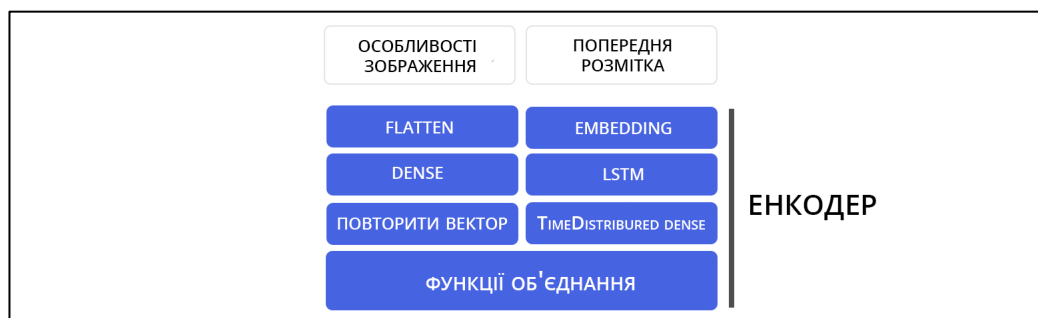 ОСОБЛИВОСТІ
ЗОБРАЖЕННЯ
ПОПЕРЕДНЯ
РОЗМІТКА
FLATTEN
EMBEDDING
DENSE
LSTM
ПОВТОРИТИ ВЕКТОР
TIMEDISTRIBURED DENSE
ФУНКЦІЇ ОБ'ЄДНАННЯ
ЕНКОДЕР